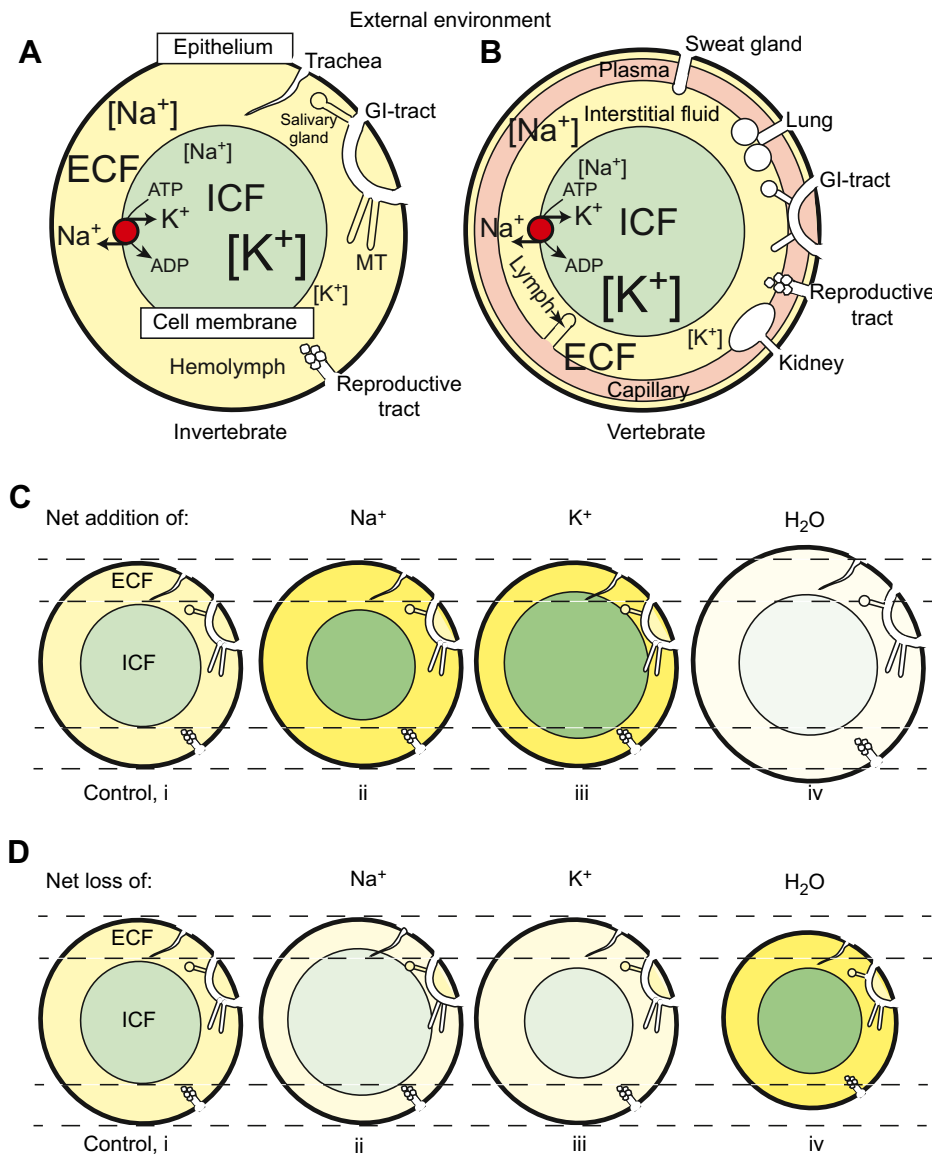 External environment
A
Epithelium
Trachea
[Na⁺]
Salivary
gland
GI-tract
[Na⁺]
ECF
ATP
ICF
Na⁺
K⁺
[K⁺]
ADP
MT
[K⁺]
Cell membrane
Hemolymph
Reproductive
tract
Invertebrate
B
Sweat gland
Plasma
Interstitial fluid
[Na⁺]
Lung
[Na⁺]
ATP
GI-tract
Na⁺
K⁺
ICF
ADP
Lymph
[K⁺]
Reproductive
tract
[K⁺]
ECF
Kidney
Capillary
Vertebrate
C
Net addition of:
Na⁺
K⁺
H₂O
ECF
ICF
Control, i
ii
iii
iv
D
Net loss of:
Na⁺
K⁺
H₂O
ECF
ICF
Control, i
ii
iii
iv